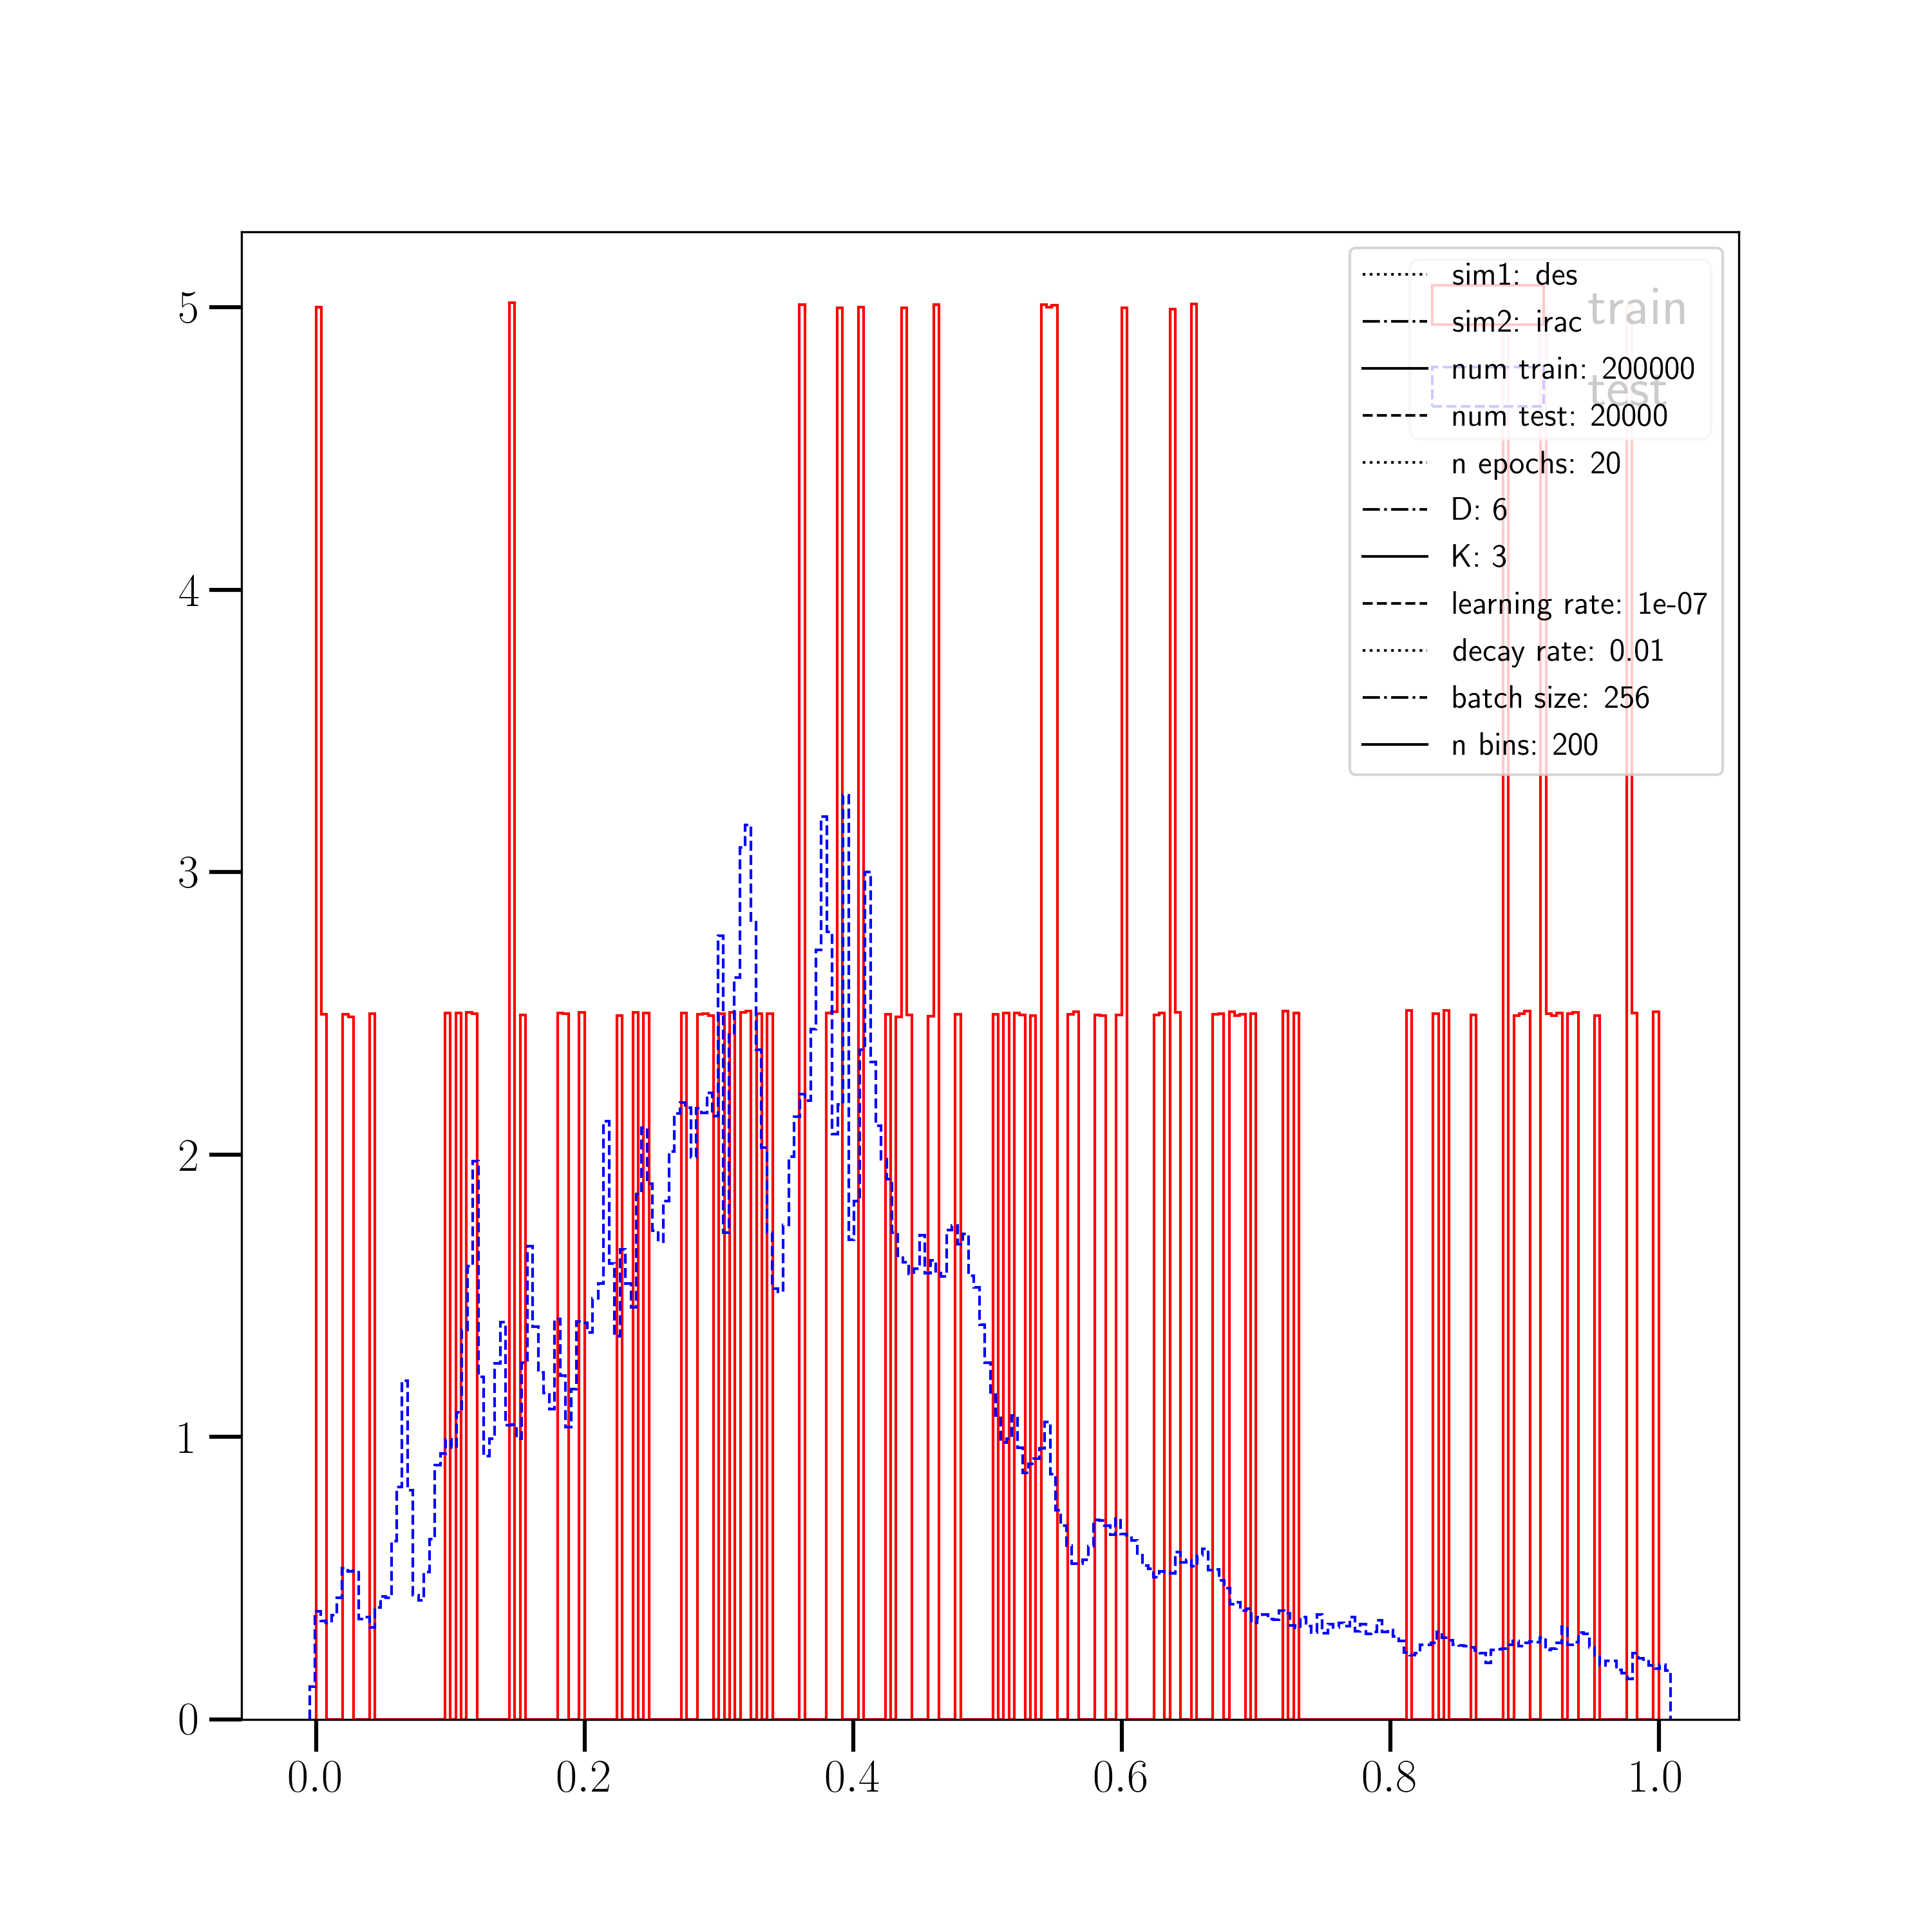 sim1: des
sim2: irac
num train: 200000
num test: 20000
n epochs: 20
D: 6
K: 3
learning rate: 1e-07
decay rate: 0.01
batch size: 256
n bins: 200
train
test
5
4
3
2
1
0
0.0 0.2 0.4 0.6 0.8 1.0